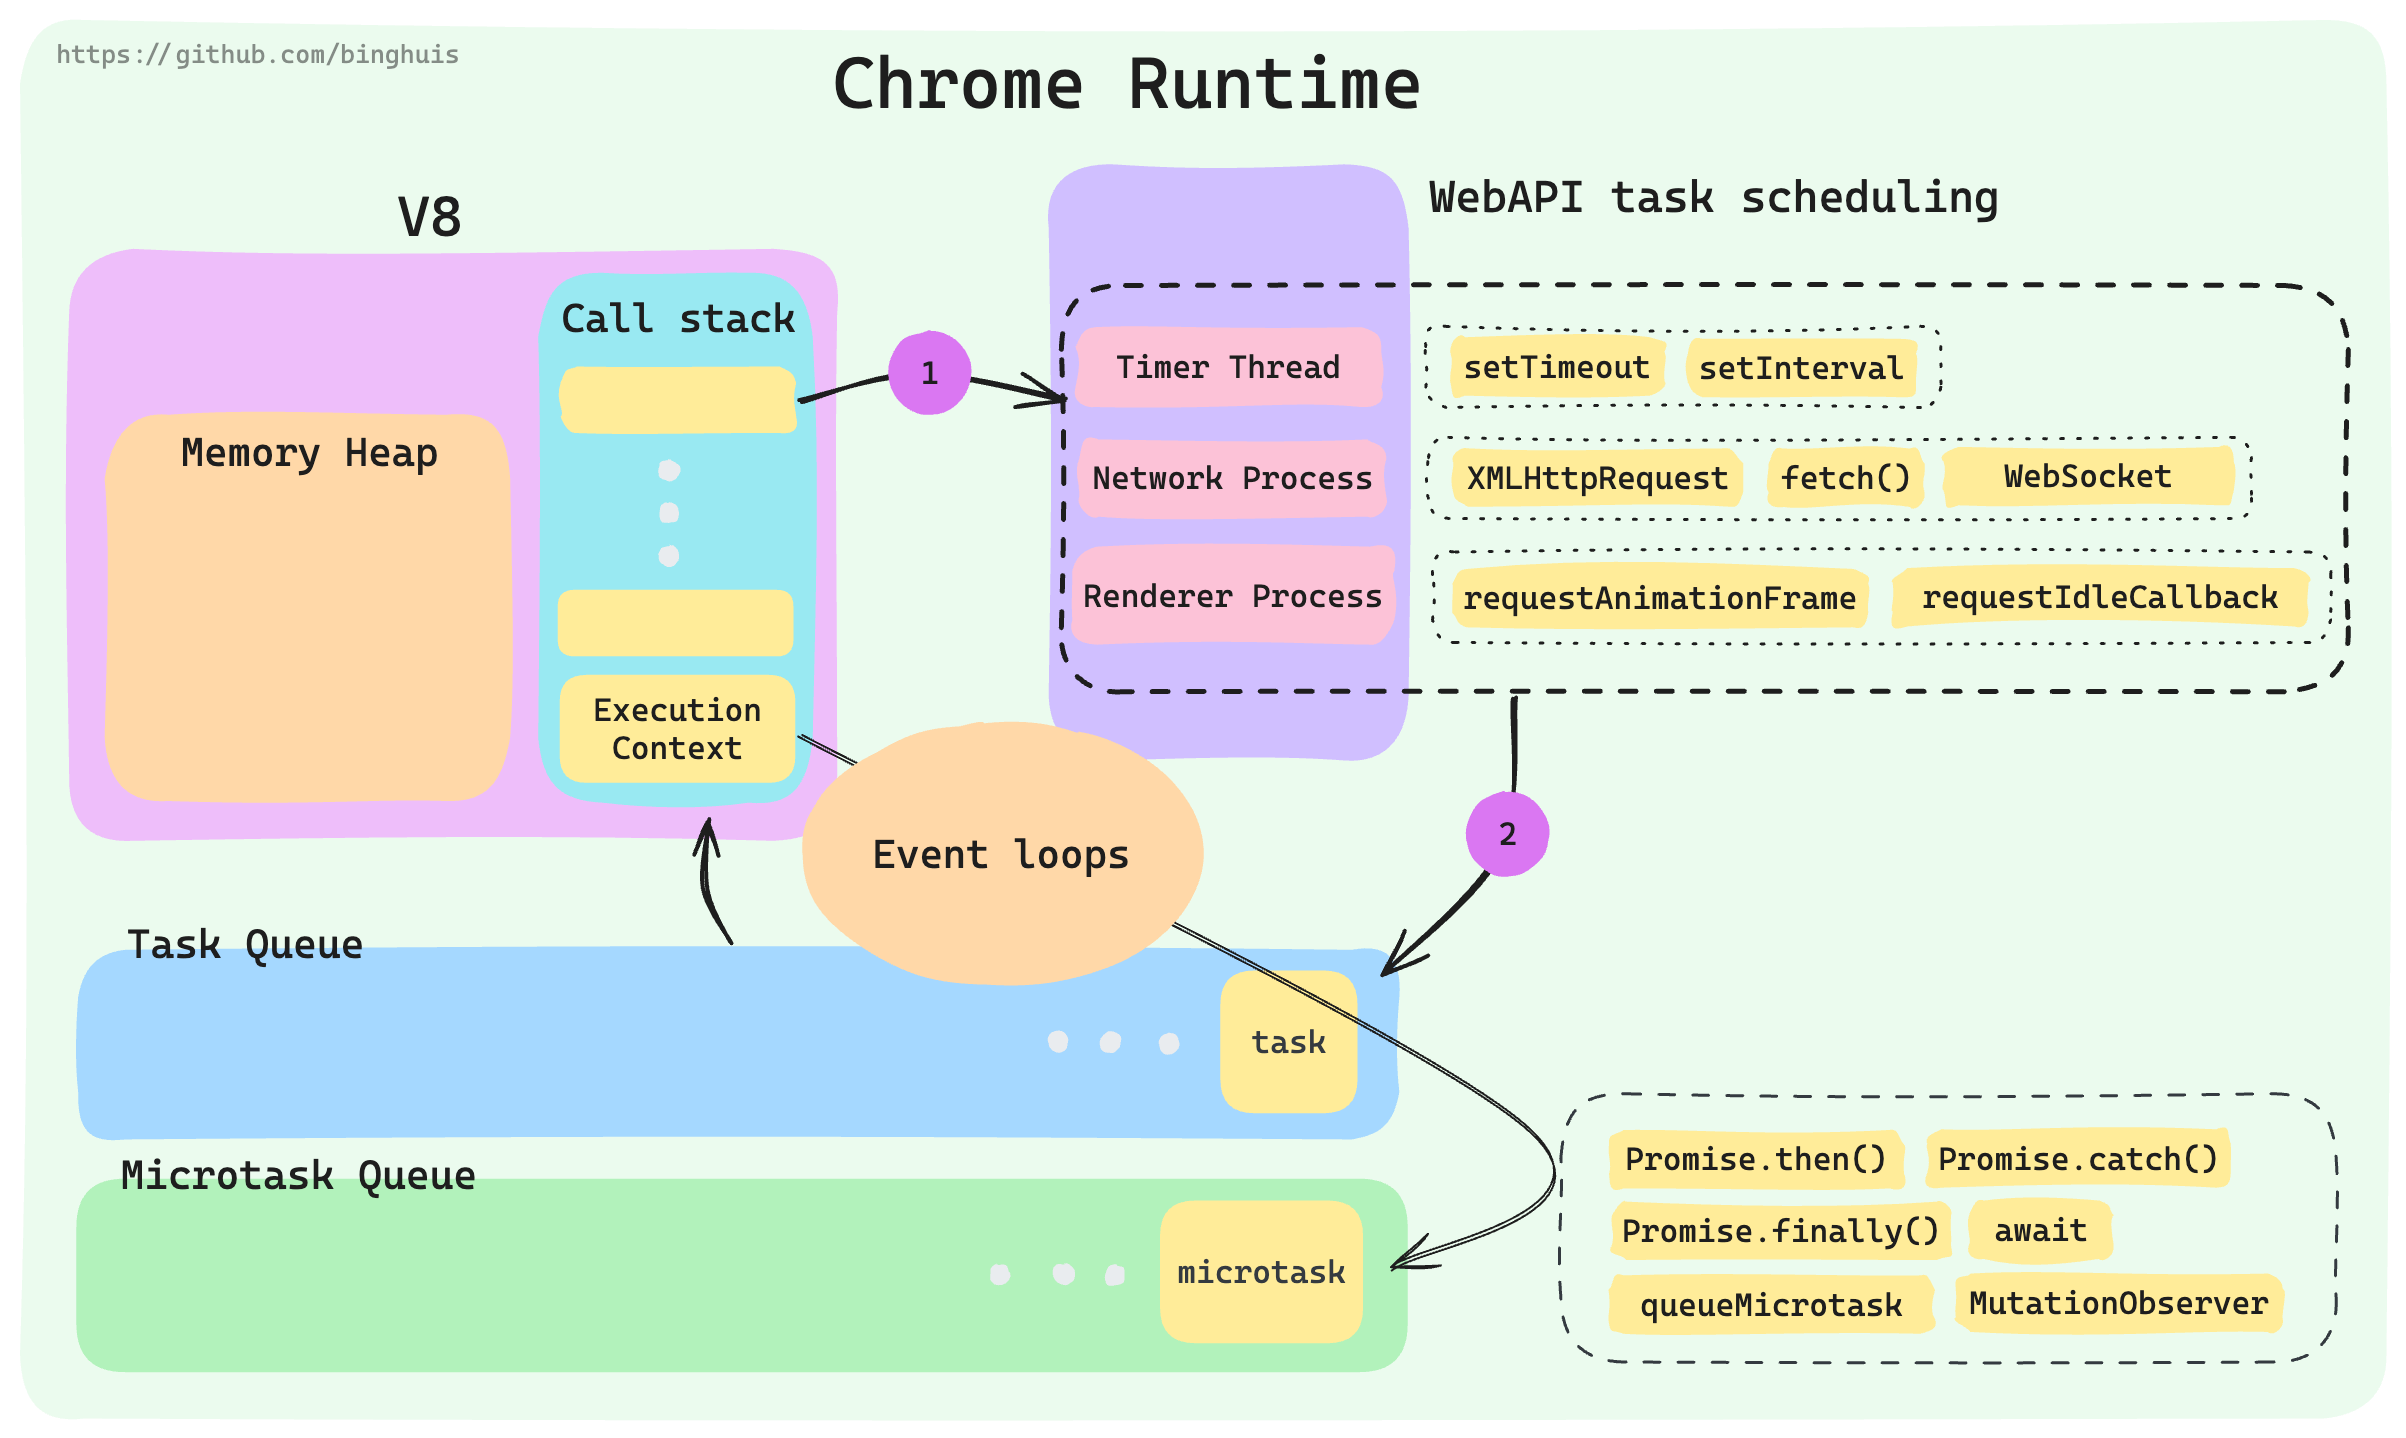 https://github.com/binghuis
Chrome Runtime
V8
WebAPI task scheduling
Call stack
Memory Heap
Execution
Context
1
Timer Thread
setTimeout
setInterval
Network Process
XMLHttpRequest
fetch()
WebSocket
Renderer Process
requestAnimationFrame
requestIdleCallback
Event loops
2
Task Queue
task
Microtask Queue
microtask
Promise.then()
Promise.catch()
Promise.finally()
await
queueMicrotask
MutationObserver